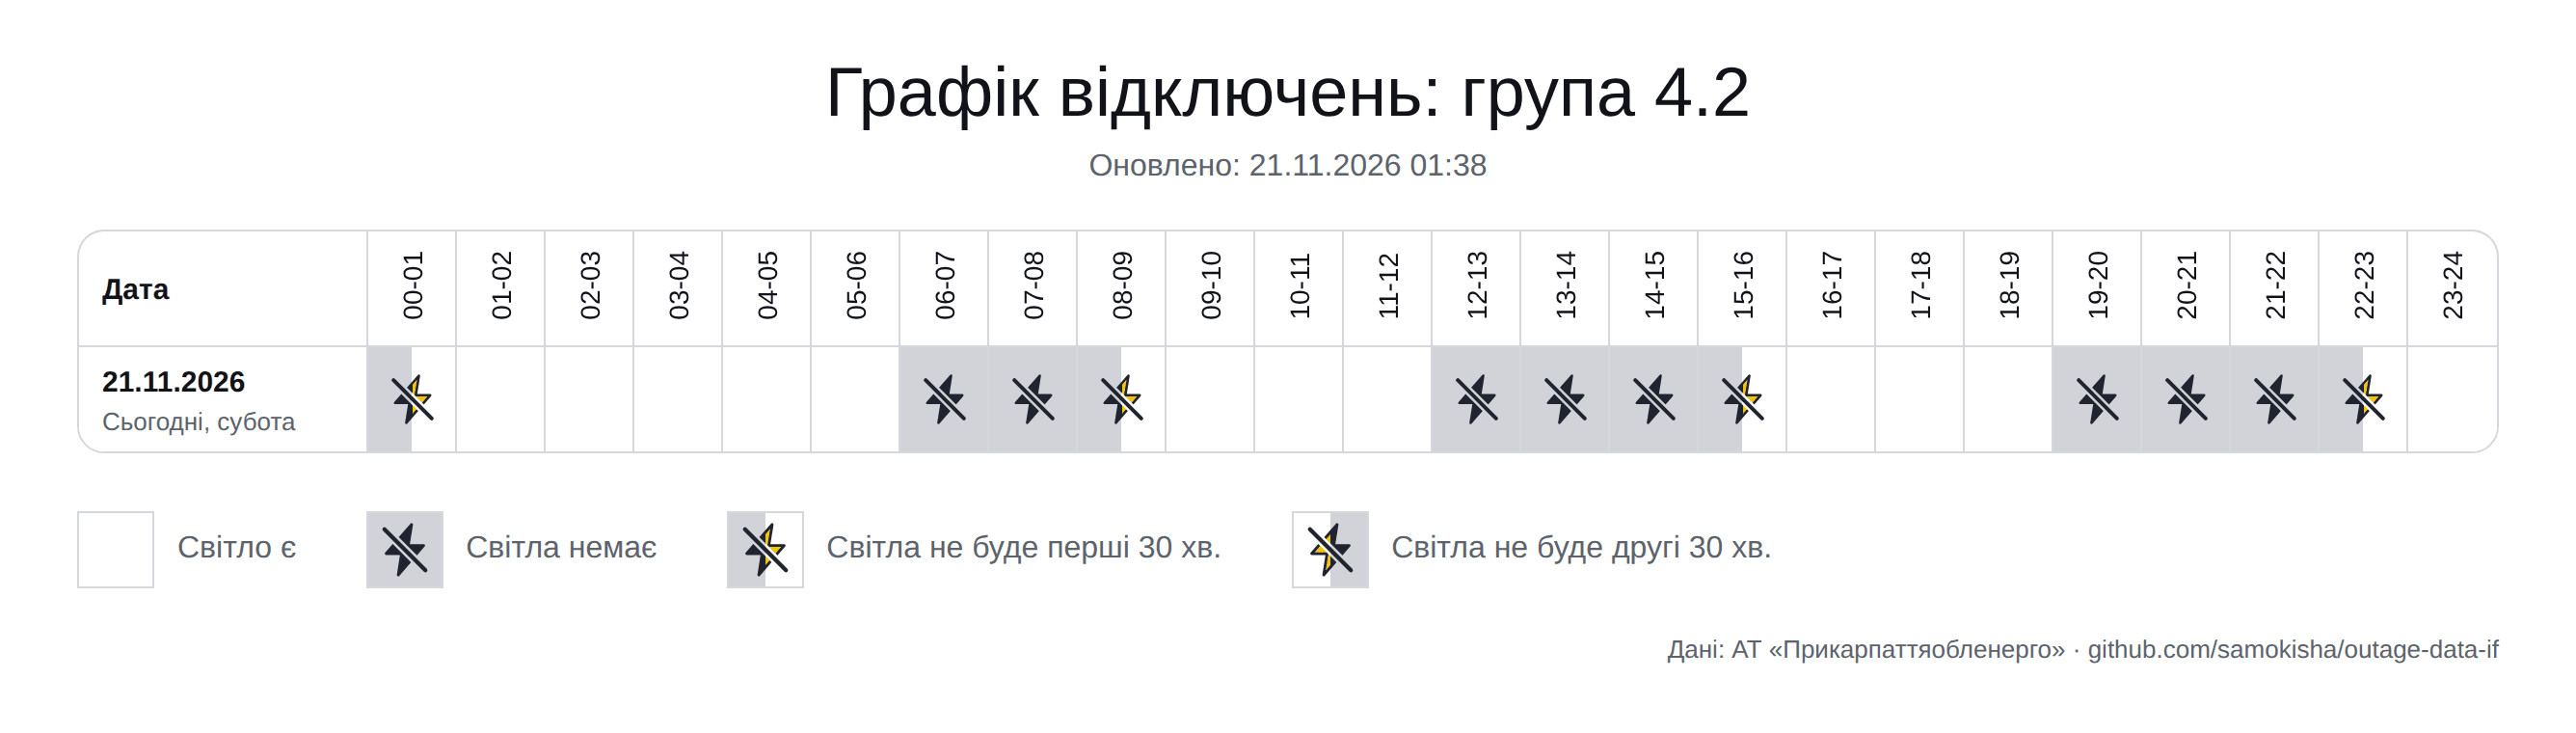 Графік відключень: група 4.2
Оновлено: 21.11.2026 01:38
Дата 00-01 01-02 02-03 03-04 04-05 05-06 06-07 07-08 08-09 09-10 10-11 11-12 12-13 13-14 14-15 15-16 16-17 17-18 18-19 19-20 20-21 21-22 22-23 23-24
21.11.2026
Сьогодні, субота
Світло є Світла немає Світла не буде перші 30 хв. Світла не буде другі 30 хв.
Дані: АТ «Прикарпаттяобленерго» · github.com/samokisha/outage-data-if